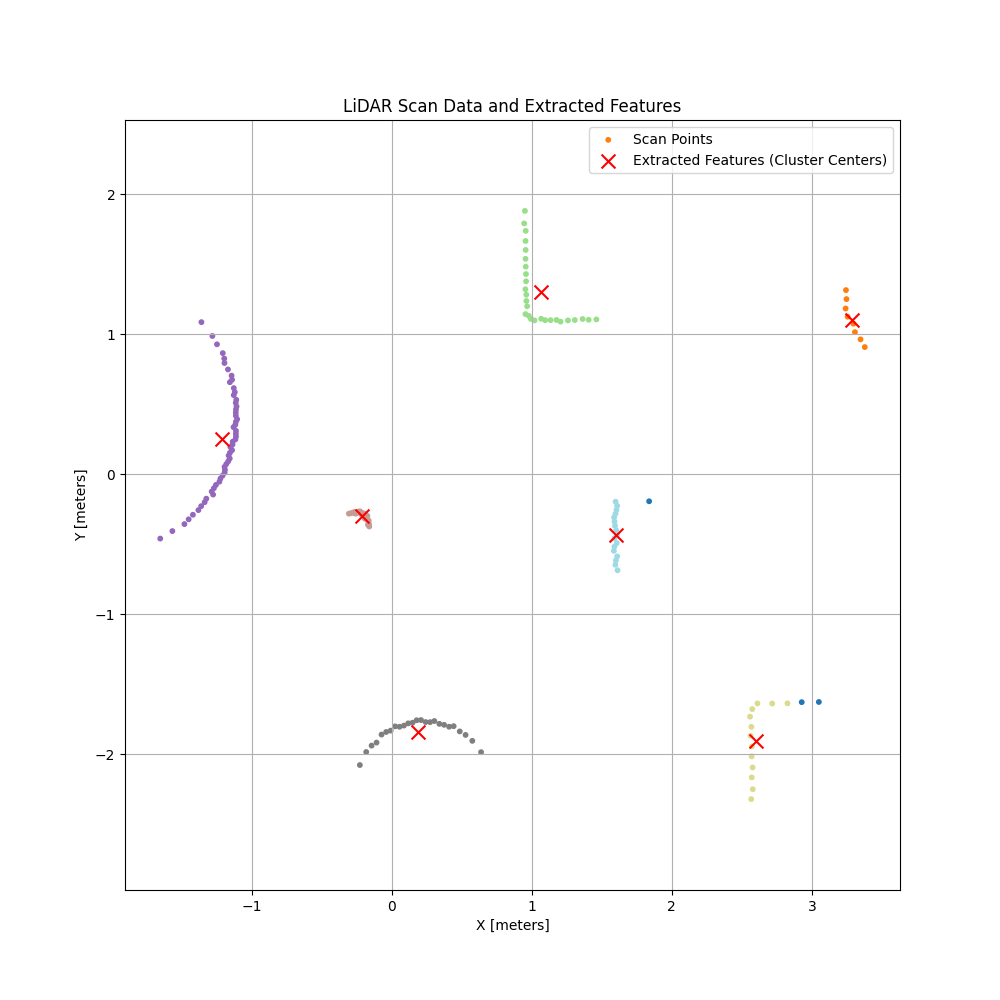 LiDAR Scan Data and Extracted Features
Scan Points
Extracted Features (Cluster Centers)
2
1
0
−1
−2
Y [meters]
−1 0 1 2 3
X [meters]